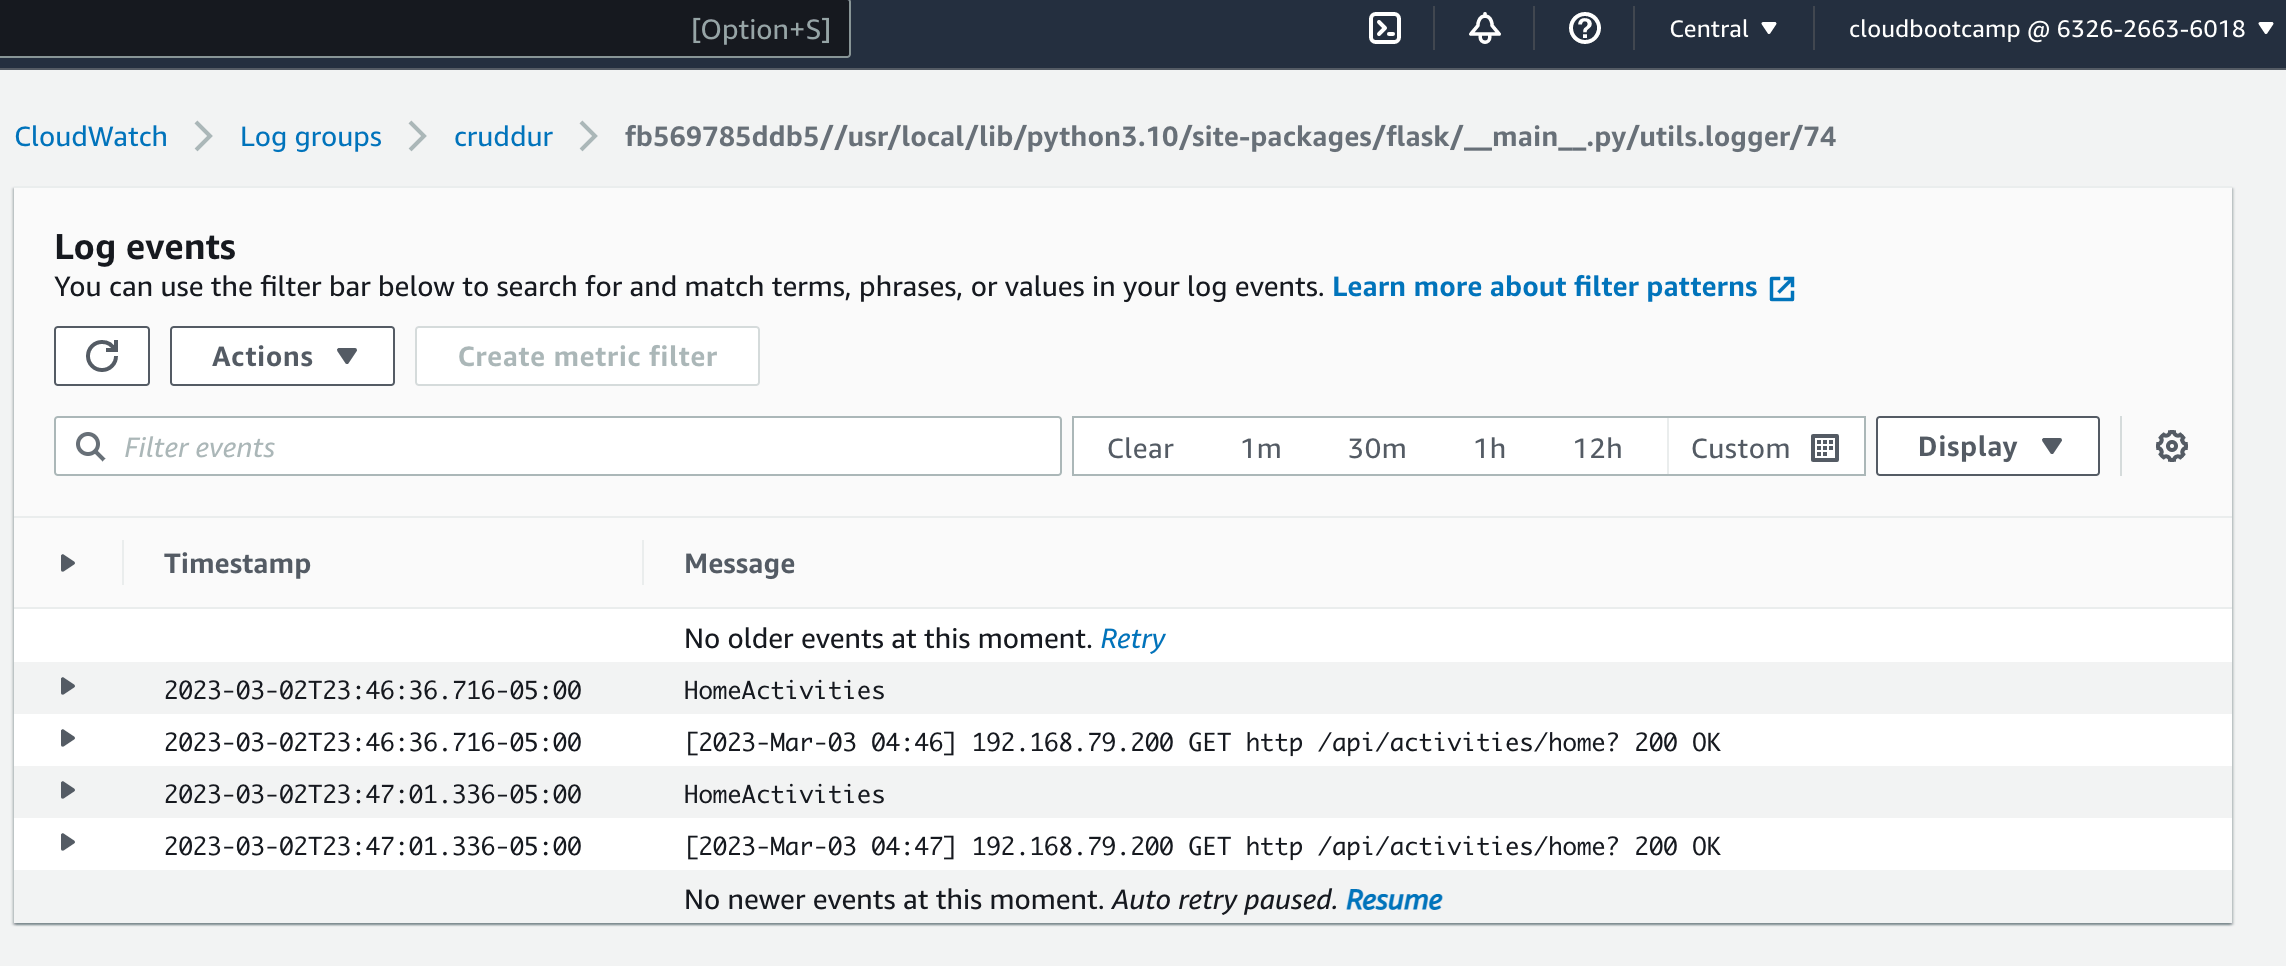 [Option+S] Central cloudbootcamp @ 6326-2663-6018
CloudWatch Log groups cruddur fb569785ddb5//usr/local/lib/python3.10/site-packages/flask/__main__.py/utils.logger/74
Log events
You can use the filter bar below to search for and match terms, phrases, or values in your log events. Learn more about filter patterns
Actions Create metric filter
Filter events Clear 1m 30m 1h 12h Custom Display
Timestamp Message
No older events at this moment. Retry
2023-03-02T23:46:36.716-05:00 HomeActivities
2023-03-02T23:46:36.716-05:00 [2023-Mar-03 04:46] 192.168.79.200 GET http /api/activities/home? 200 OK
2023-03-02T23:47:01.336-05:00 HomeActivities
2023-03-02T23:47:01.336-05:00 [2023-Mar-03 04:47] 192.168.79.200 GET http /api/activities/home? 200 OK
No newer events at this moment. Auto retry paused. Resume